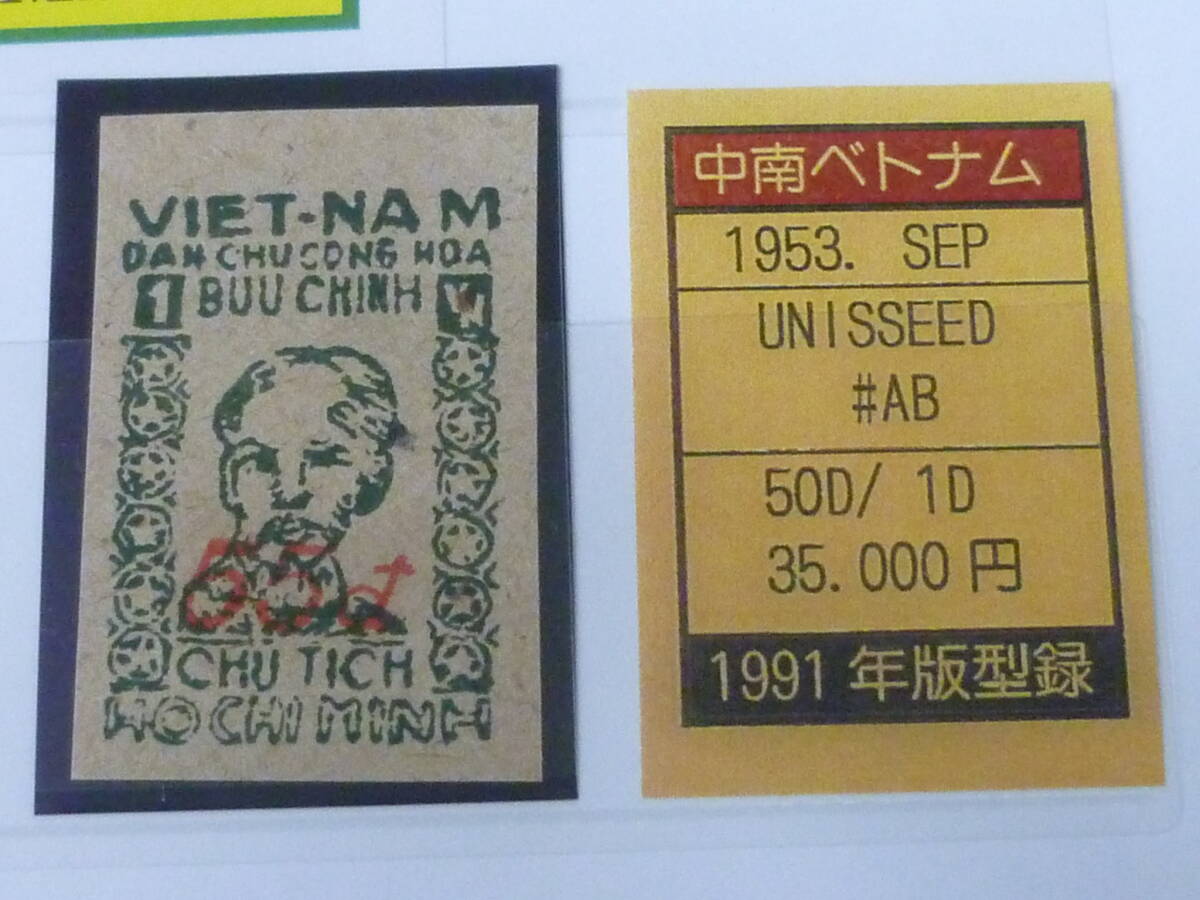 VIET-NAM
DAN CHU CONG HOA
1 BUU CHINH
CHU TICH
HO CHI MINH
中南ベトナム
1953. SEP
UNISSEED
#AB
50D/ 1D
35.000 円
1991 年版型録